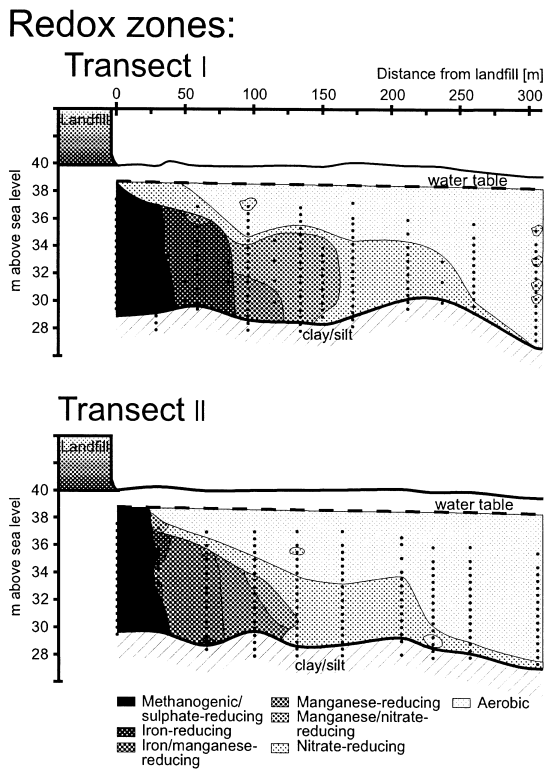 Redox zones:
Transect I
Distance from landfill [m]
0 50 100 150 200 250 300
Landfill
40
water table
38
36
34
32
30
28
m above sea level
clay/silt
Transect II
Landfill
40
water table
38
36
34
32
30
28
m above sea level
clay/silt
Methanogenic/
sulphate-reducing
Iron-reducing
Iron/manganese-
reducing
Manganese-reducing
Manganese/nitrate-
reducing
Nitrate-reducing
Aerobic